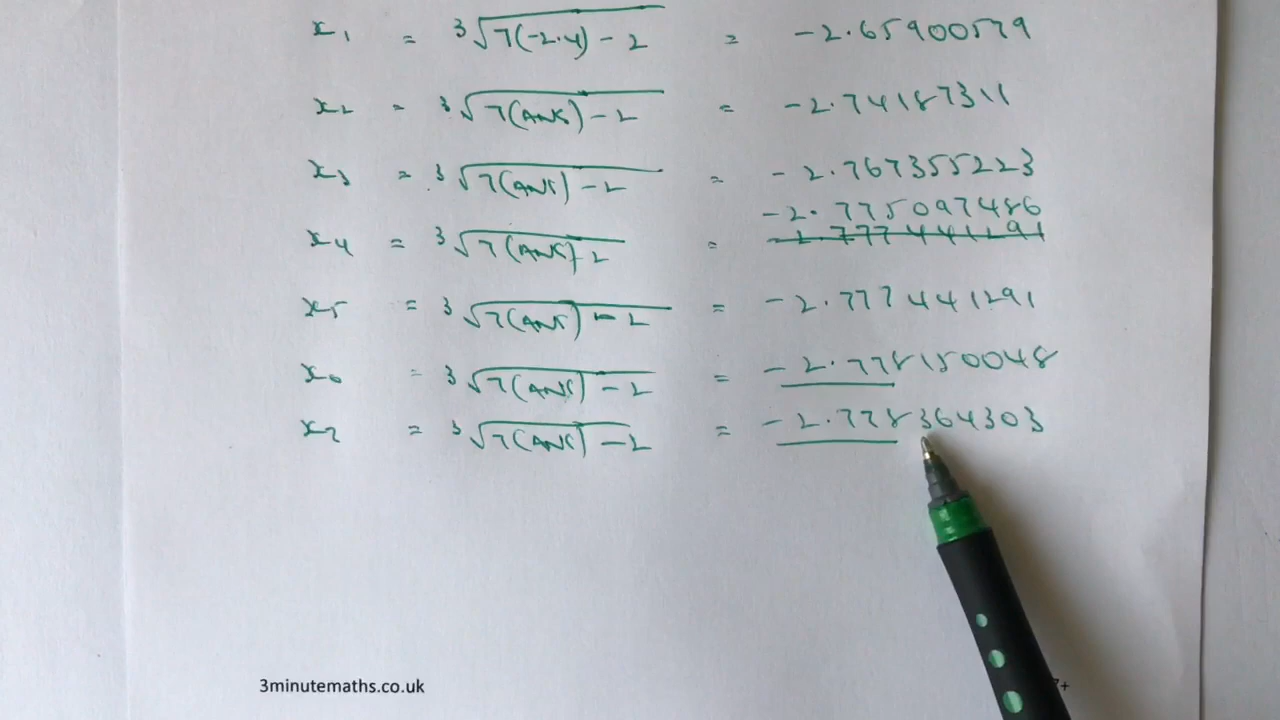 x₁ = ³√7(-2.4) - 2 = -2.65900579
x₂ = ³√7(ANS) - 2 = -2.74187311
x₃ = ³√7(ANS) - 2 = -2.767355223
-2.775097486
x₄ = ³√7(ANS) - 2 = -2.777441291
x₅ = ³√7(ANS) - 2 = -2.777441291
x₆ = ³√7(ANS) - 2 = -2.778150048
x₇ = ³√7(ANS) - 2 = -2.778364303
3minutemaths.co.uk